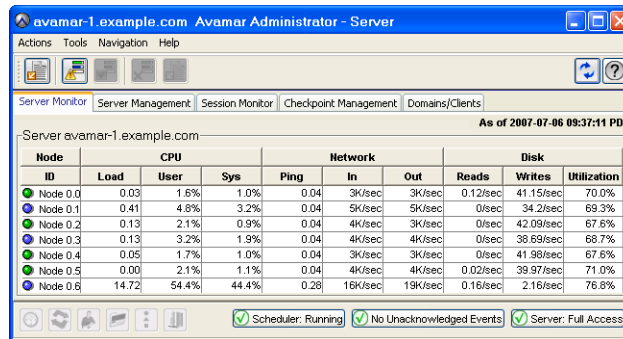 avamar-1.example.com Avamar Administrator - Server
Actions Tools Navigation Help
Server Monitor Server Management Session Monitor Checkpoint Management Domains/Clients
As of 2007-07-06 09:37:11 PD
Server avamar-1.example.com
Node CPU Network Disk
ID Load User Sys Ping In Out Reads Writes Utilization
Node 0.0 0.03 1.6% 1.0% 0.04 3K/sec 3K/sec 0.12/sec 41.15/sec 70.0%
Node 0.1 0.41 4.8% 3.2% 0.04 5K/sec 5K/sec 0/sec 34.2/sec 69.3%
Node 0.2 0.13 2.1% 0.9% 0.04 3K/sec 3K/sec 0/sec 42.09/sec 67.6%
Node 0.3 0.13 3.2% 1.9% 0.04 4K/sec 4K/sec 0/sec 38.69/sec 68.7%
Node 0.4 0.05 1.7% 1.0% 0.04 3K/sec 3K/sec 0/sec 41.98/sec 67.6%
Node 0.5 0.00 2.1% 1.1% 0.04 4K/sec 4K/sec 0.02/sec 39.97/sec 71.0%
Node 0.6 14.72 54.4% 44.4% 0.28 16K/sec 19K/sec 0.16/sec 2.16/sec 76.8%
Scheduler: Running No Unacknowledged Events Server: Full Access